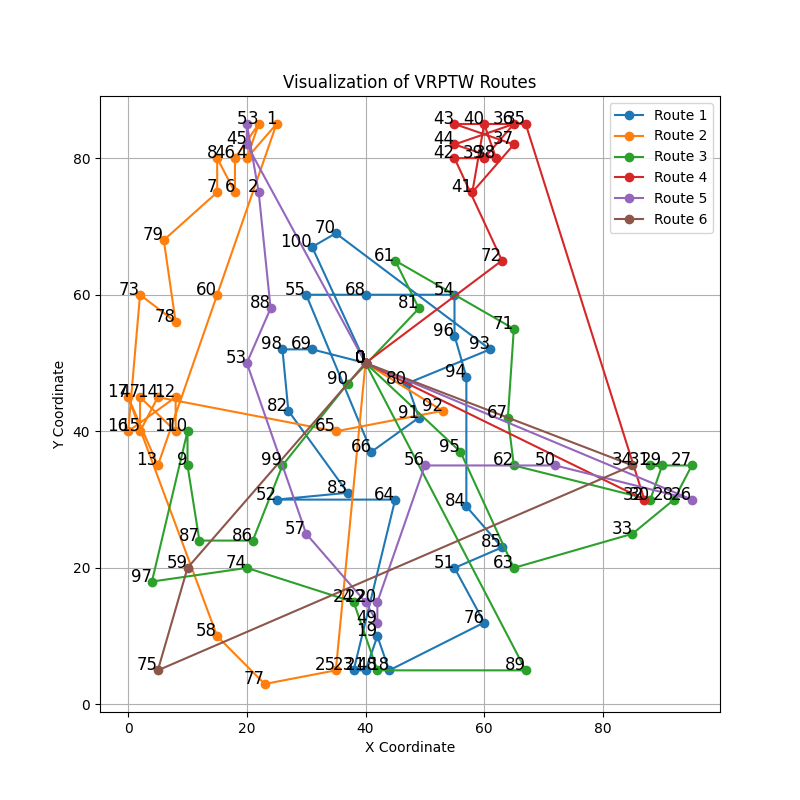 Visualization of VRPTW Routes
Route 1
Route 2
Route 3
Route 4
Route 5
Route 6
43 40 36 35
5 3 1
45 44 37
8 46 4 42 39 38
7 6 2 41
79 70 100 72
61
73 60 55 68 54
78 88 81 71
96
53 98 69 0 93
90 80 94
17 47 14 12 82 91 92 67
16 15 11 10 65
66 95
13 9 99 56 62 50 34 31 29 27
52 83 64 32 30 28 26
87 86 57 84 33
85
97 59 74 51 63
24 22 20
58 49 19 76
75 77 25 23 21 48 18 89
80
60
40
20
0
Y Coordinate
0 20 40 60 80
X Coordinate